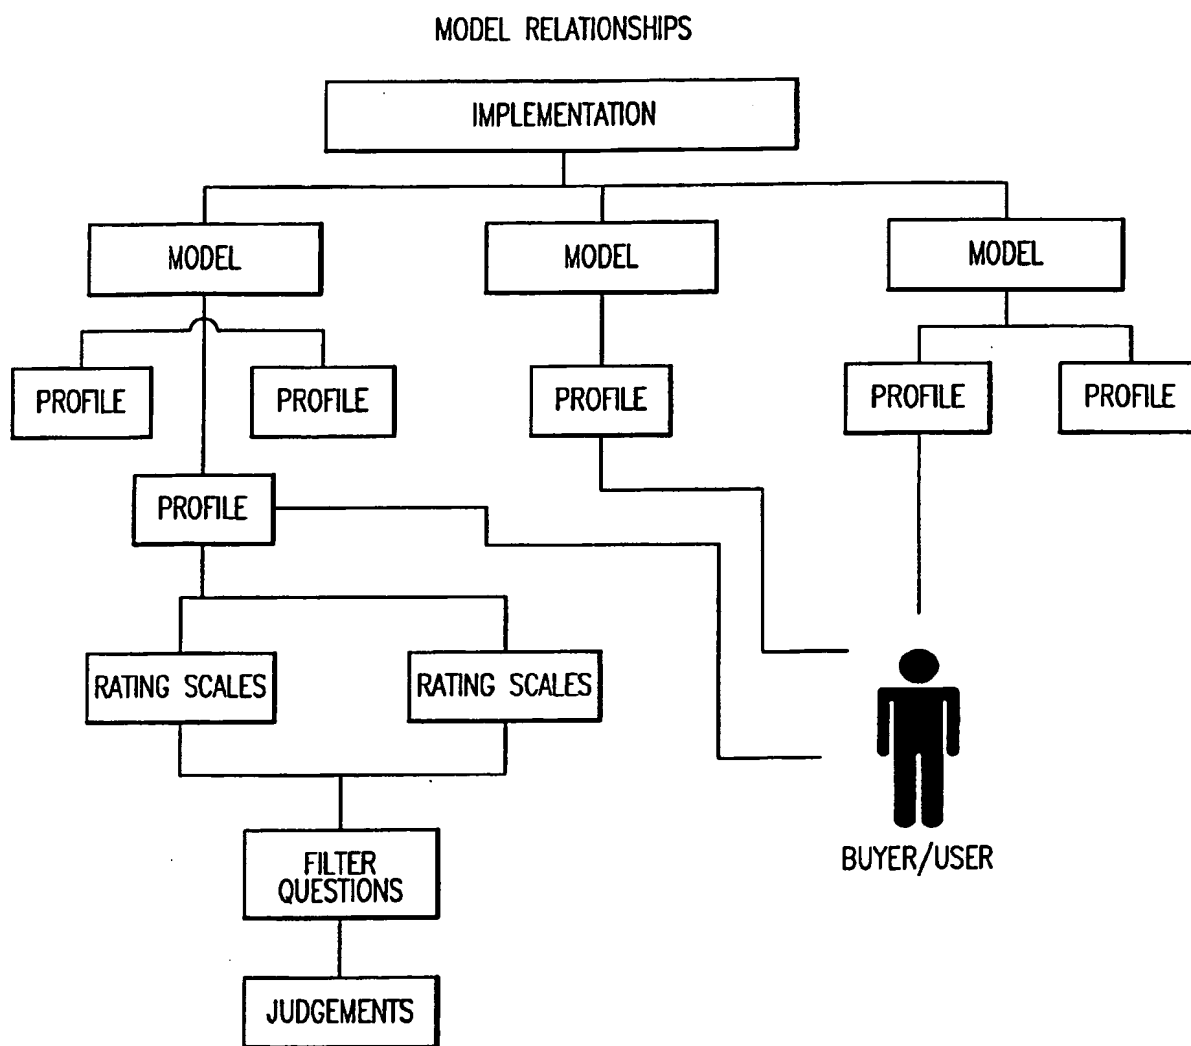 MODEL RELATIONSHIPS
IMPLEMENTATION
MODEL
MODEL
MODEL
PROFILE
PROFILE
PROFILE
PROFILE
PROFILE
PROFILE
RATING SCALES
RATING SCALES
FILTER
QUESTIONS
BUYER/USER
JUDGEMENTS